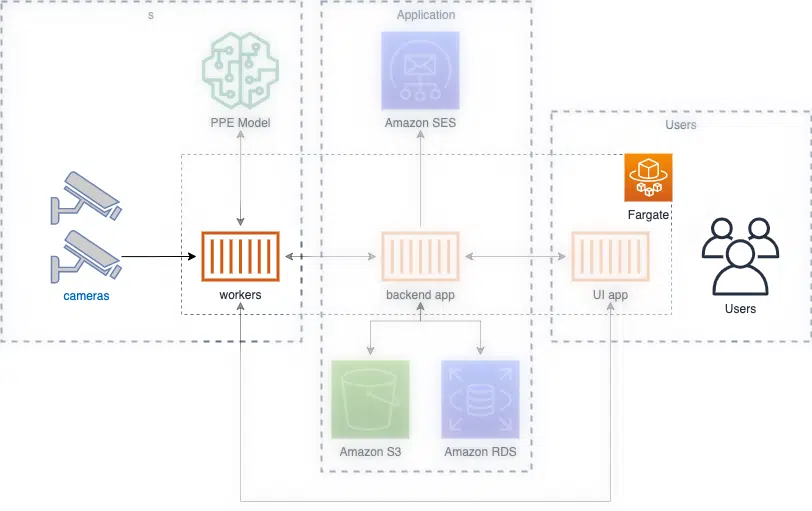 s
Application
PPE Model
Amazon SES
Users
Fargate
cameras
workers
backend app
UI app
Users
Amazon S3
Amazon RDS